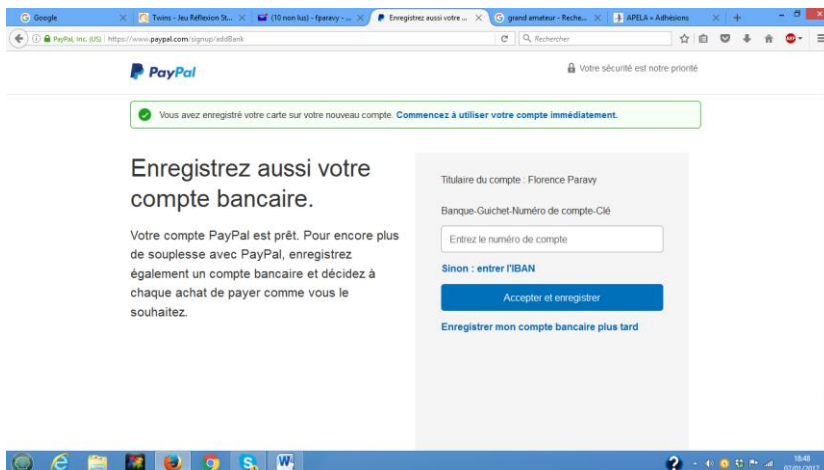 Google
Twins - Jeu Réflexion St...
(10 non lus) - fparavy - ...
Enregistrez aussi votre ...
grand amateur - Reche...
APELA » Adhésions
PayPal, Inc. (US)
https://www.paypal.com/signup/addBank
Rechercher
PayPal
Votre sécurité est notre priorité
Vous avez enregistré votre carte sur votre nouveau compte. Commencez à utiliser votre compte immédiatement.
Enregistrez aussi votre
compte bancaire.
Votre compte PayPal est prêt. Pour encore plus
de souplesse avec PayPal, enregistrez
également un compte bancaire et décidez à
chaque achat de payer comme vous le
souhaitez.
Titulaire du compte : Florence Paravy
Banque-Guichet-Numéro de compte-Clé
Entrez le numéro de compte
Sinon : entrer l'IBAN
Accepter et enregistrer
Enregistrer mon compte bancaire plus tard
18:48
07/01/2017